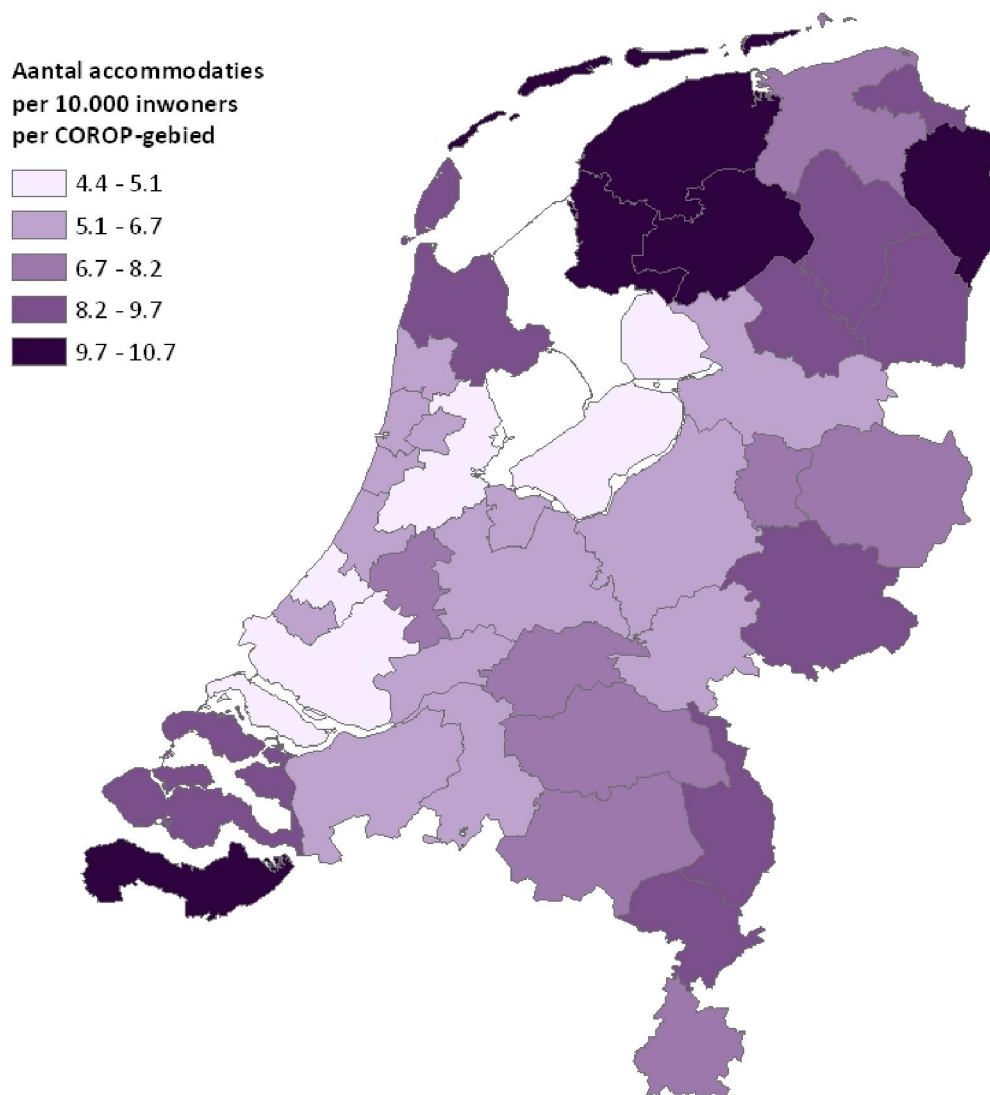 Aantal accommodaties
per 10.000 inwoners
per COROP-gebied
4.4 - 5.1
5.1 - 6.7
6.7 - 8.2
8.2 - 9.7
9.7 - 10.7